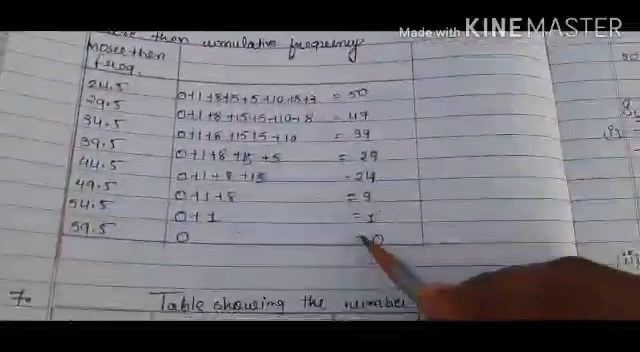 Made with KINEMASTER
than cumulative frequency
More then
freq.
24.5 0+1+8+15+5+10+8+3 = 50
29.5 0+1+8+15+5+10+8 = 47
34.5 0+1+8+15+5+10 = 39
39.5 0+1+8+15+5 = 29
44.5 0+1+8+15 = 24
49.5 0+1+8 = 9
54.5 0+1 = 1
59.5 0 0
7. Table showing the number